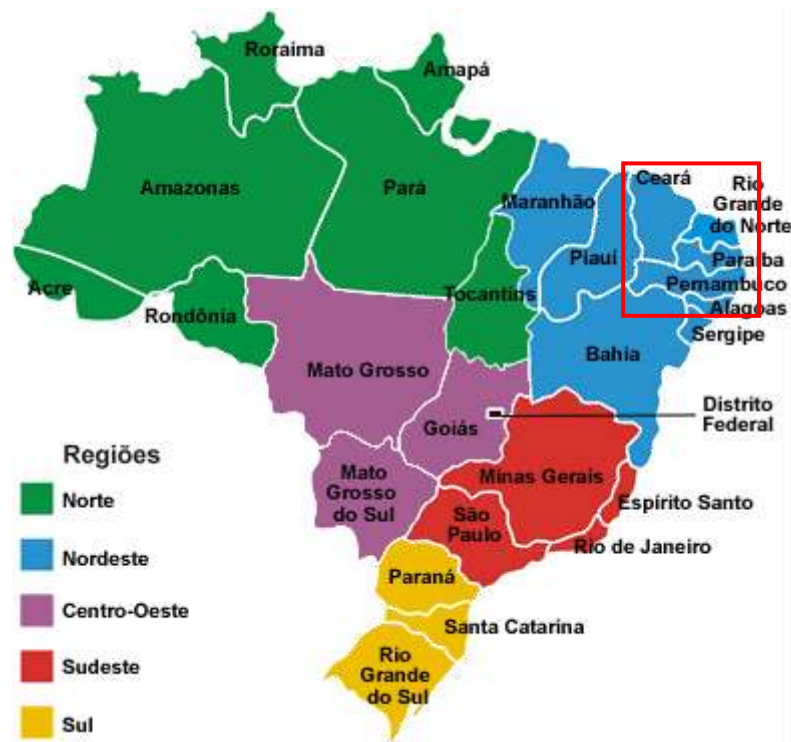 Roraima
Amapá
Amazonas
Pará
Maranhão
Ceará
Rio
Grande
do Norte
Piauí
Paraíba
Pernambuco
Alagoas
Sergipe
Acre
Rondônia
Tocantins
Bahia
Mato Grosso
Distrito
Federal
Goiás
Mato
Grosso
do Sul
Minas Gerais
Espírito Santo
São
Paulo
Rio de Janeiro
Paraná
Santa Catarina
Rio
Grande
do Sul
Regiões
Norte
Nordeste
Centro-Oeste
Sudeste
Sul